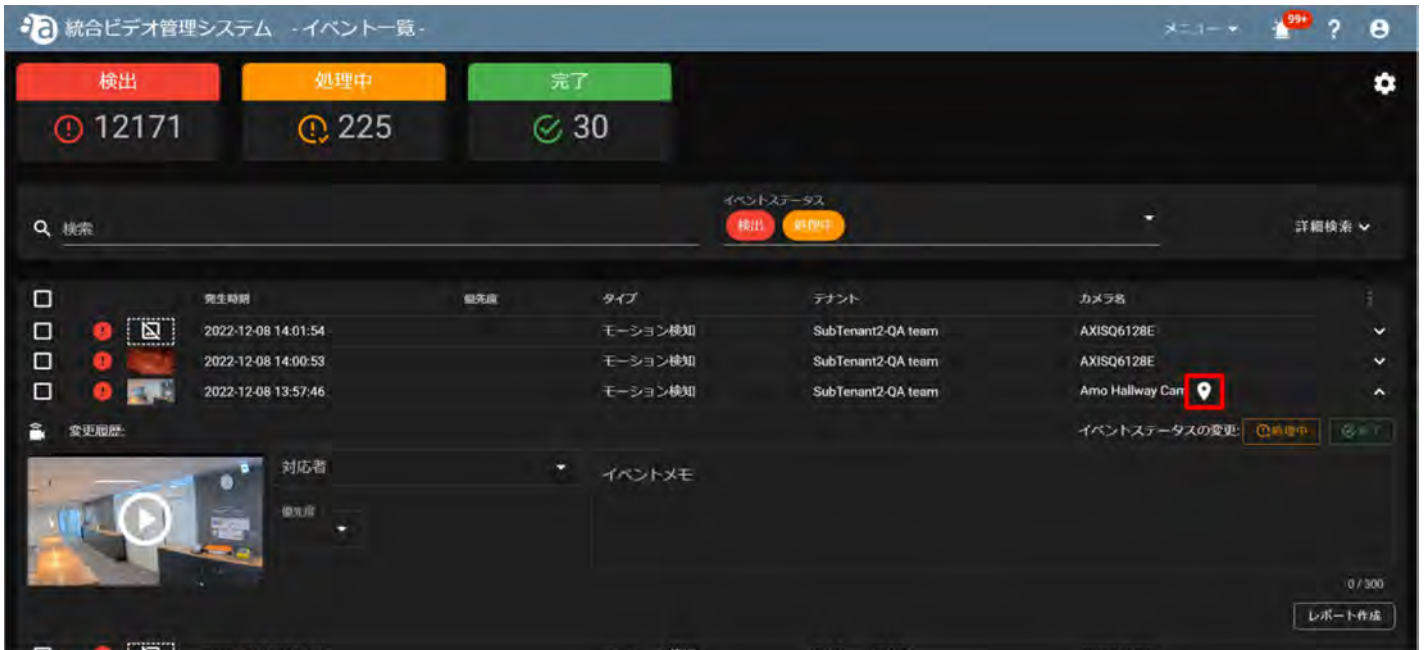 a 統合ビデオ管理システム -イベント一覧- メニュー 99+ ?
検出 処理中 完了
12171 225 30
イベントステータス
検索 検出 処理中 詳細検索
発生時刻 優先度 タイプ テナント カメラ名
2022-12-08 14:01:54 モーション検知 SubTenant2-QA team AXISQ6128E
2022-12-08 14:00:53 モーション検知 SubTenant2-QA team AXISQ6128E
2022-12-08 13:57:46 モーション検知 SubTenant2-QA team Amo Hallway Cam
変更履歴: イベントステータスの変更: 処理中 完了
対応者 イベントメモ
優先度
0 / 300
レポート作成